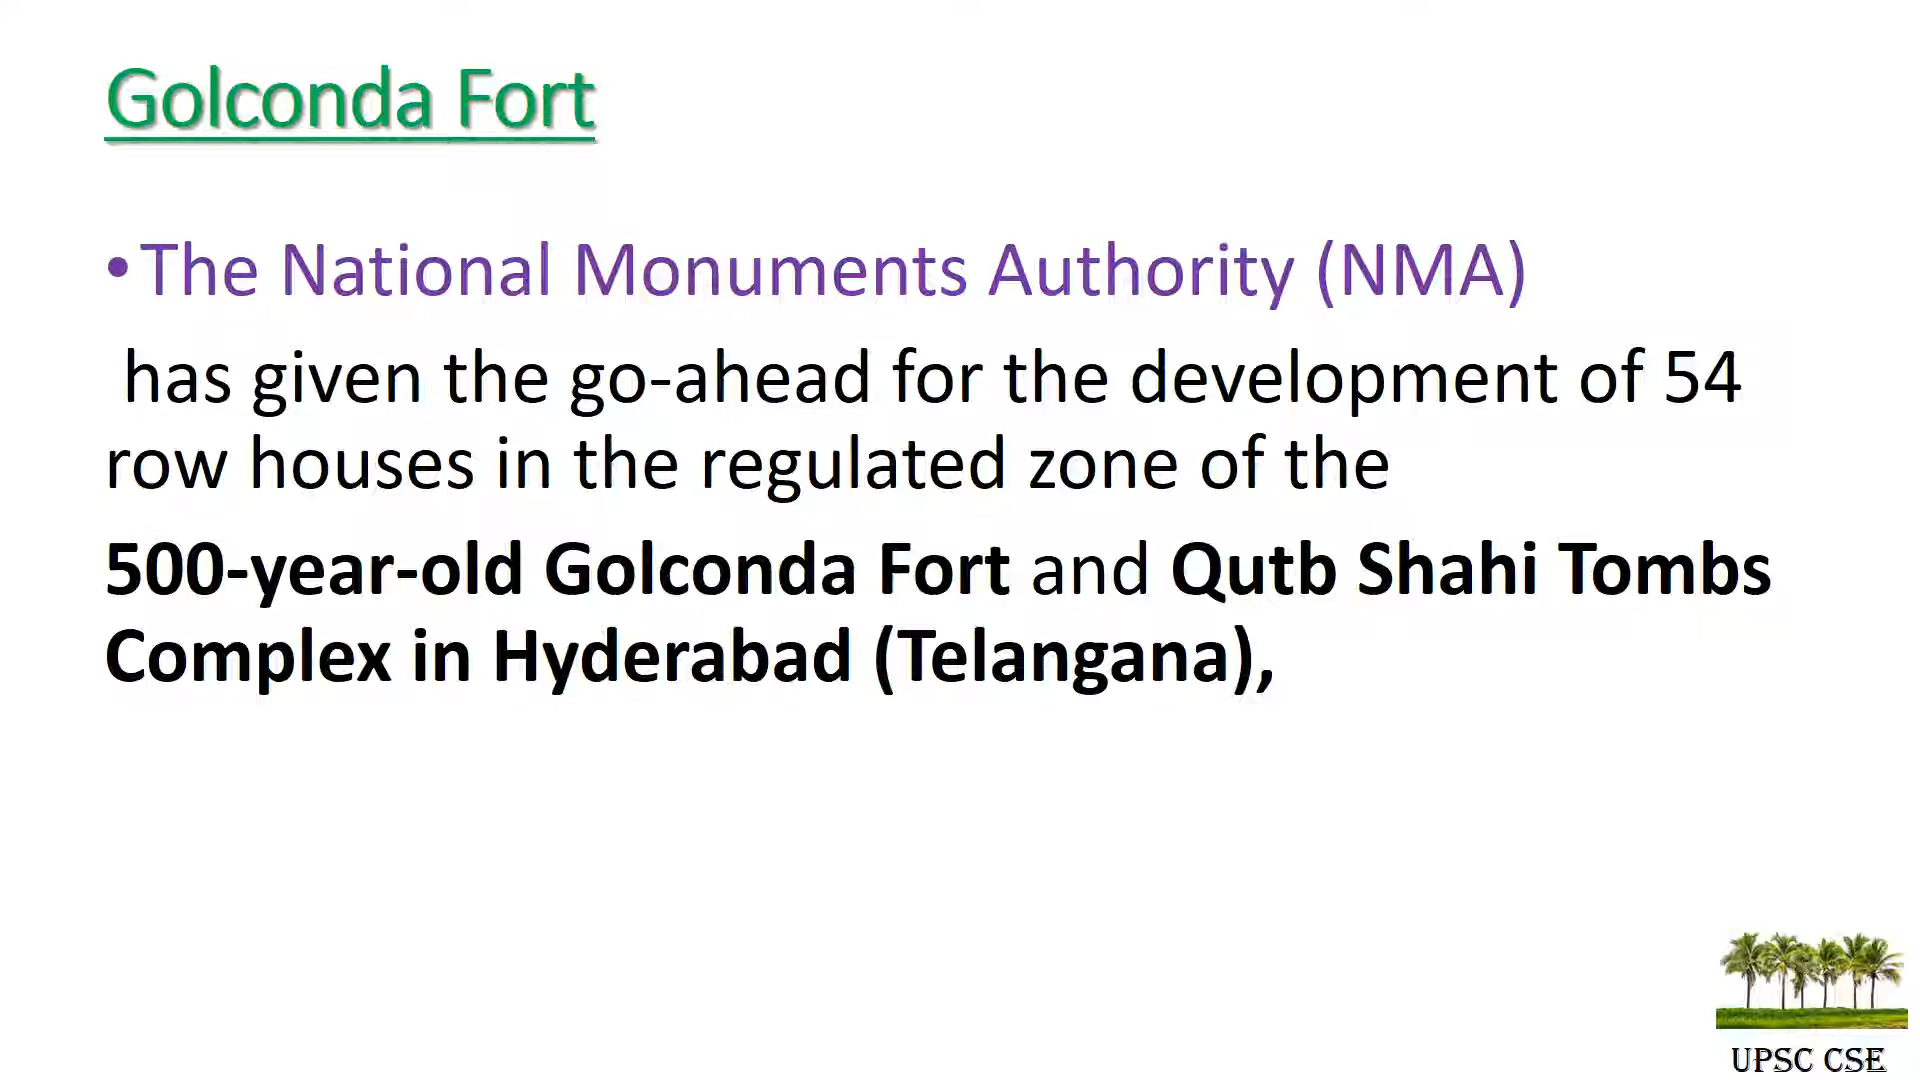 Golconda Fort
•The National Monuments Authority (NMA)
has given the go-ahead for the development of 54
row houses in the regulated zone of the
500-year-old Golconda Fort and Qutb Shahi Tombs
Complex in Hyderabad (Telangana),
UPSC CSE